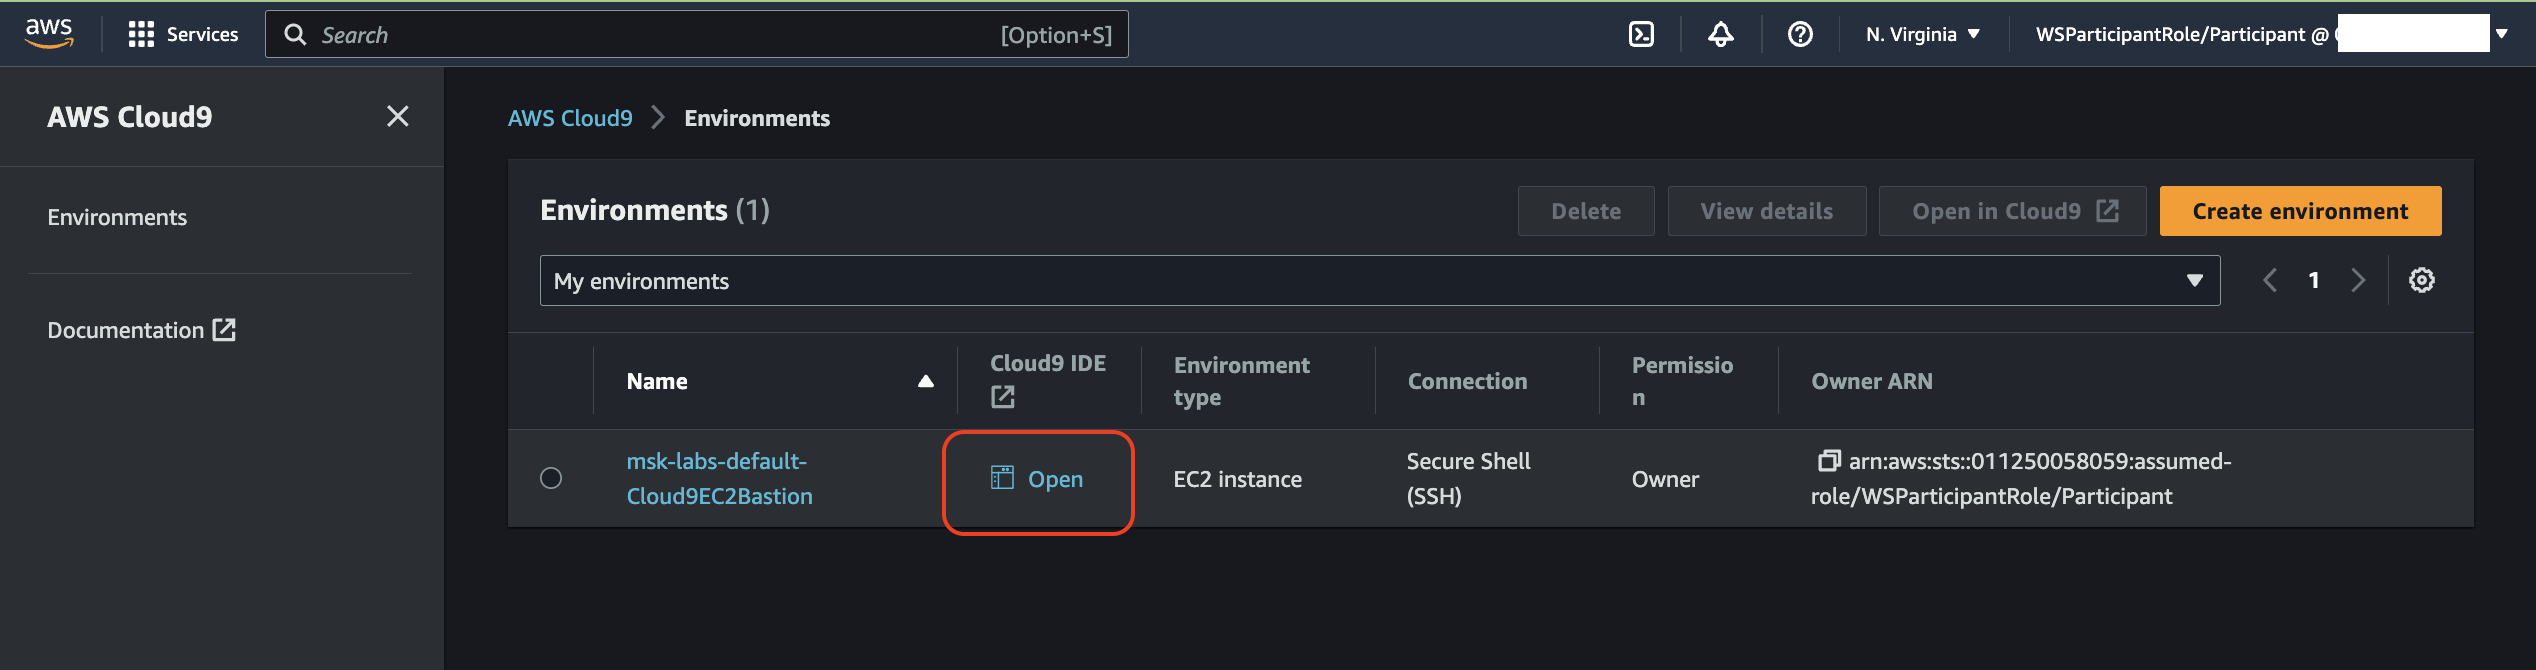 aws
Services
Search
[Option+S]
N. Virginia
WSParticipantRole/Participant @
AWS Cloud9
Environments
Documentation
AWS Cloud9
Environments
Environments (1)
Delete
View details
Open in Cloud9
Create environment
My environments
1
Name
Cloud9 IDE
Environment
type
Connection
Permissio
n
Owner ARN
msk-labs-default-
Cloud9EC2Bastion
Open
EC2 instance
Secure Shell
(SSH)
Owner
arn:aws:sts::011250058059:assumed-
role/WSParticipantRole/Participant